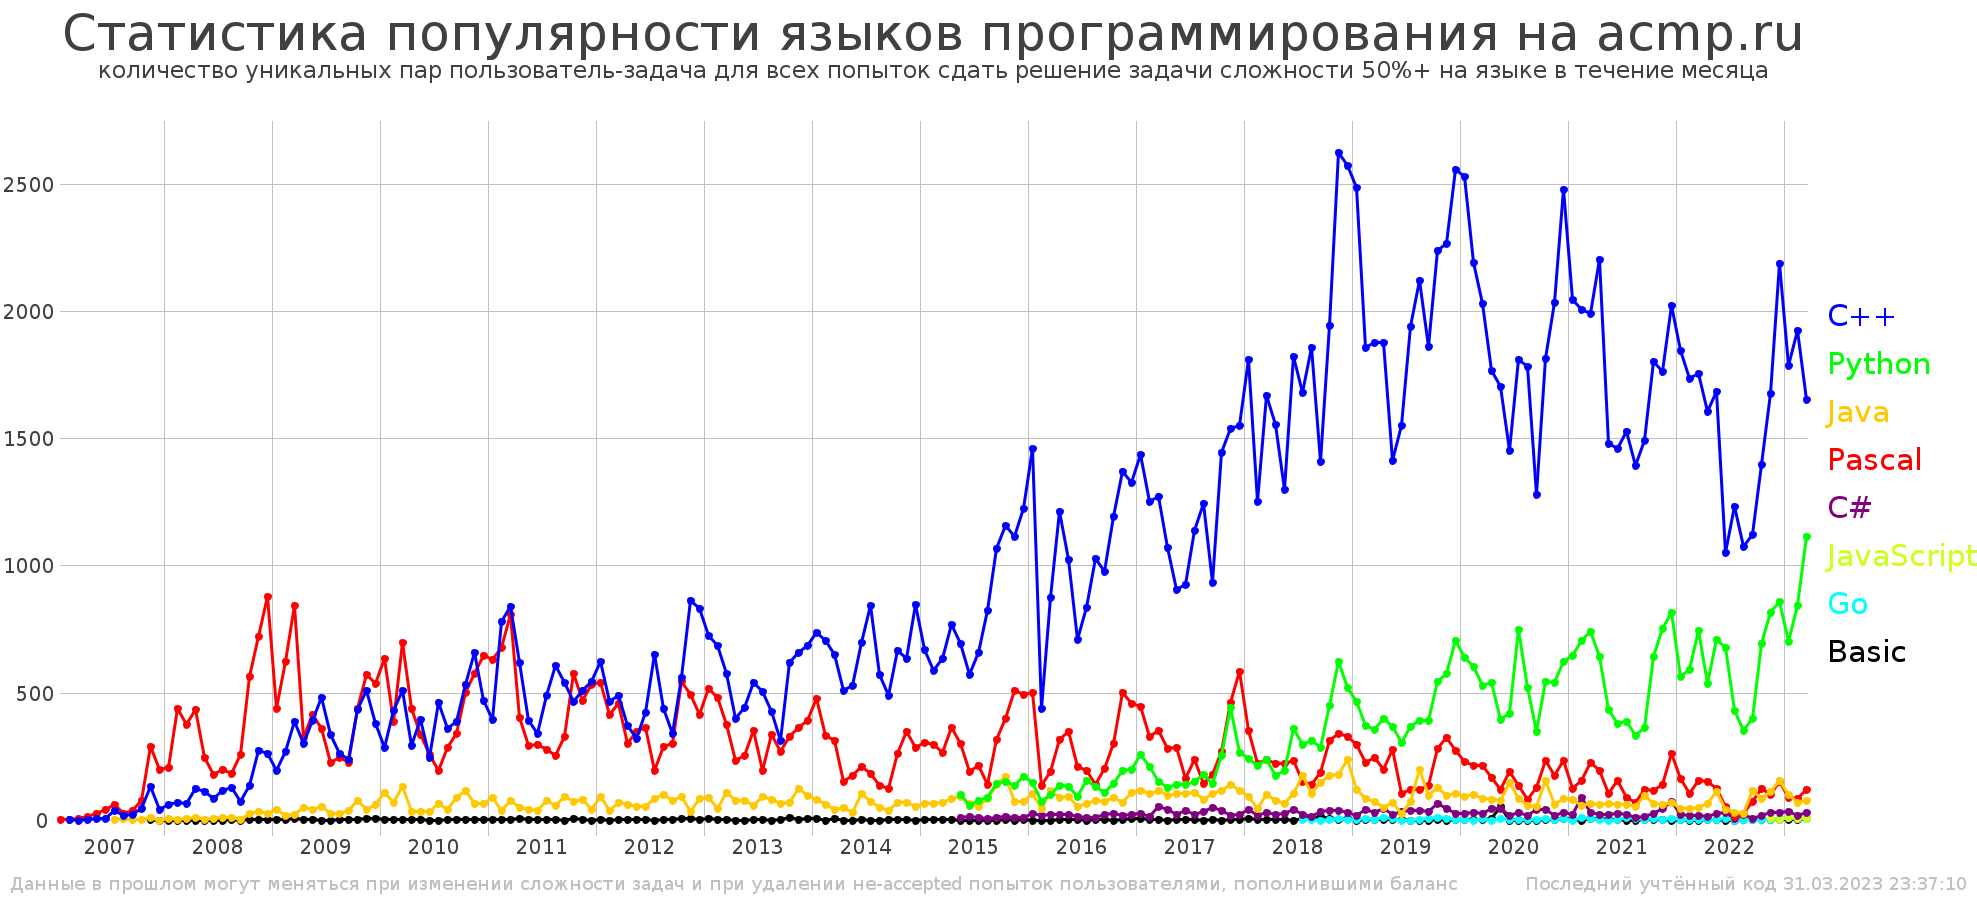 Статистика популярности языков программирования на acmp.ru
количество уникальных пар пользователь-задача для всех попыток сдать решение задачи сложности 50%+ на языке в течение месяца
2500
2000
1500
1000
500
0
C++
Python
Java
Pascal
C#
JavaScript
Go
Basic
2007 2008 2009 2010 2011 2012 2013 2014 2015 2016 2017 2018 2019 2020 2021 2022
Данные в прошлом могут меняться при изменении сложности задач и при удалении не-accepted попыток пользователями, пополнившими баланс
Последний учтённый код 31.03.2023 23:37:10